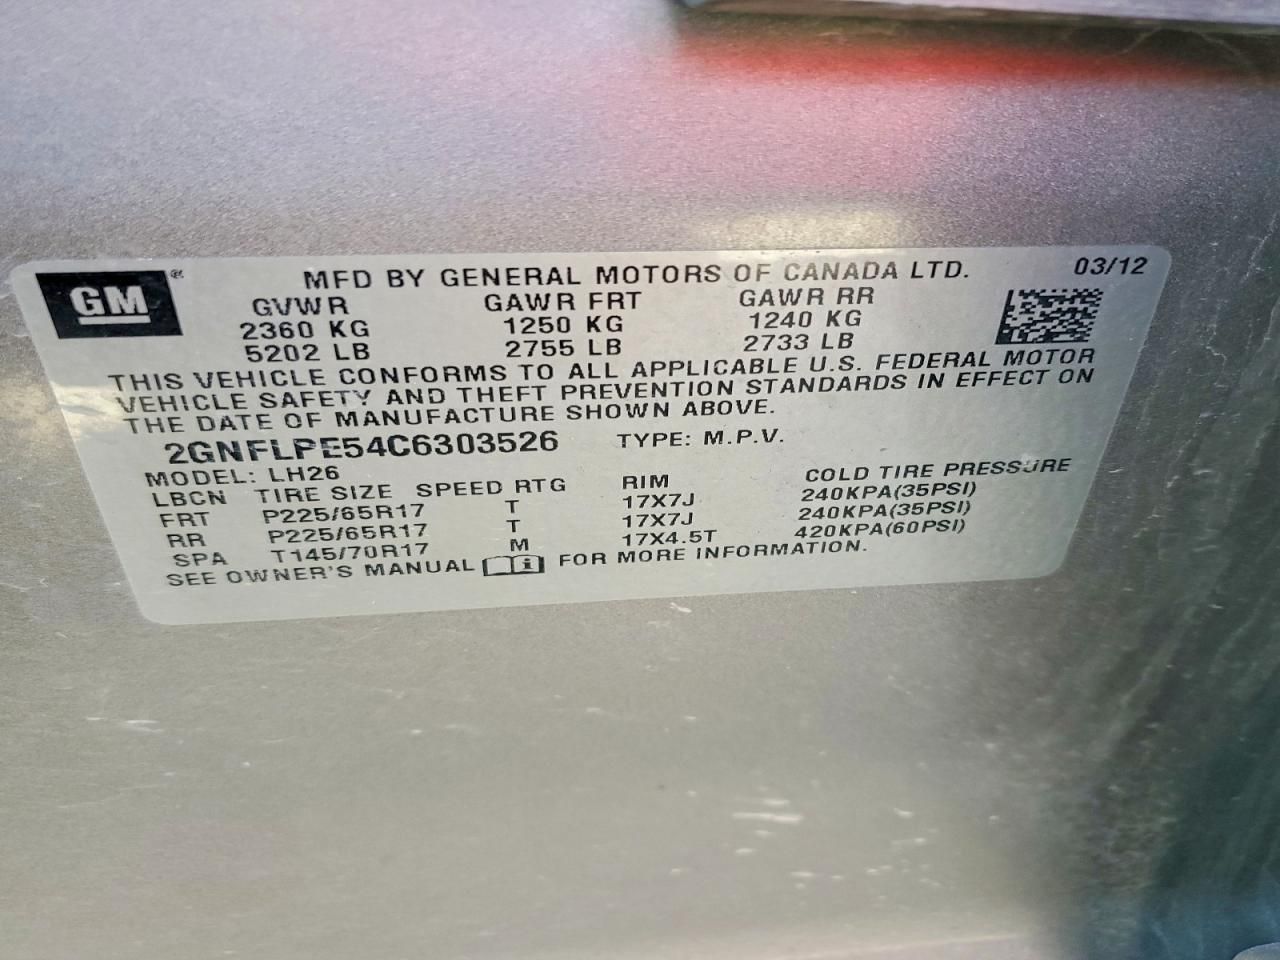 GM®
MFD BY GENERAL MOTORS OF CANADA LTD. 03/12
GVWR GAWR FRT GAWR RR
2360 KG 1250 KG 1240 KG
5202 LB 2755 LB 2733 LB
THIS VEHICLE CONFORMS TO ALL APPLICABLE U.S. FEDERAL MOTOR
VEHICLE SAFETY AND THEFT PREVENTION STANDARDS IN EFFECT ON
THE DATE OF MANUFACTURE SHOWN ABOVE.
2GNFLPE54C6303526 TYPE: M.P.V.
MODEL: LH26
LBCN TIRE SIZE SPEED RTG RIM COLD TIRE PRESSURE
FRT P225/65R17 T 17X7J 240KPA(35PSI)
RR P225/65R17 T 17X7J 240KPA(35PSI)
SPA T145/70R17 M 17X4.5T 420KPA(60PSI)
SEE OWNER'S MANUAL i FOR MORE INFORMATION.